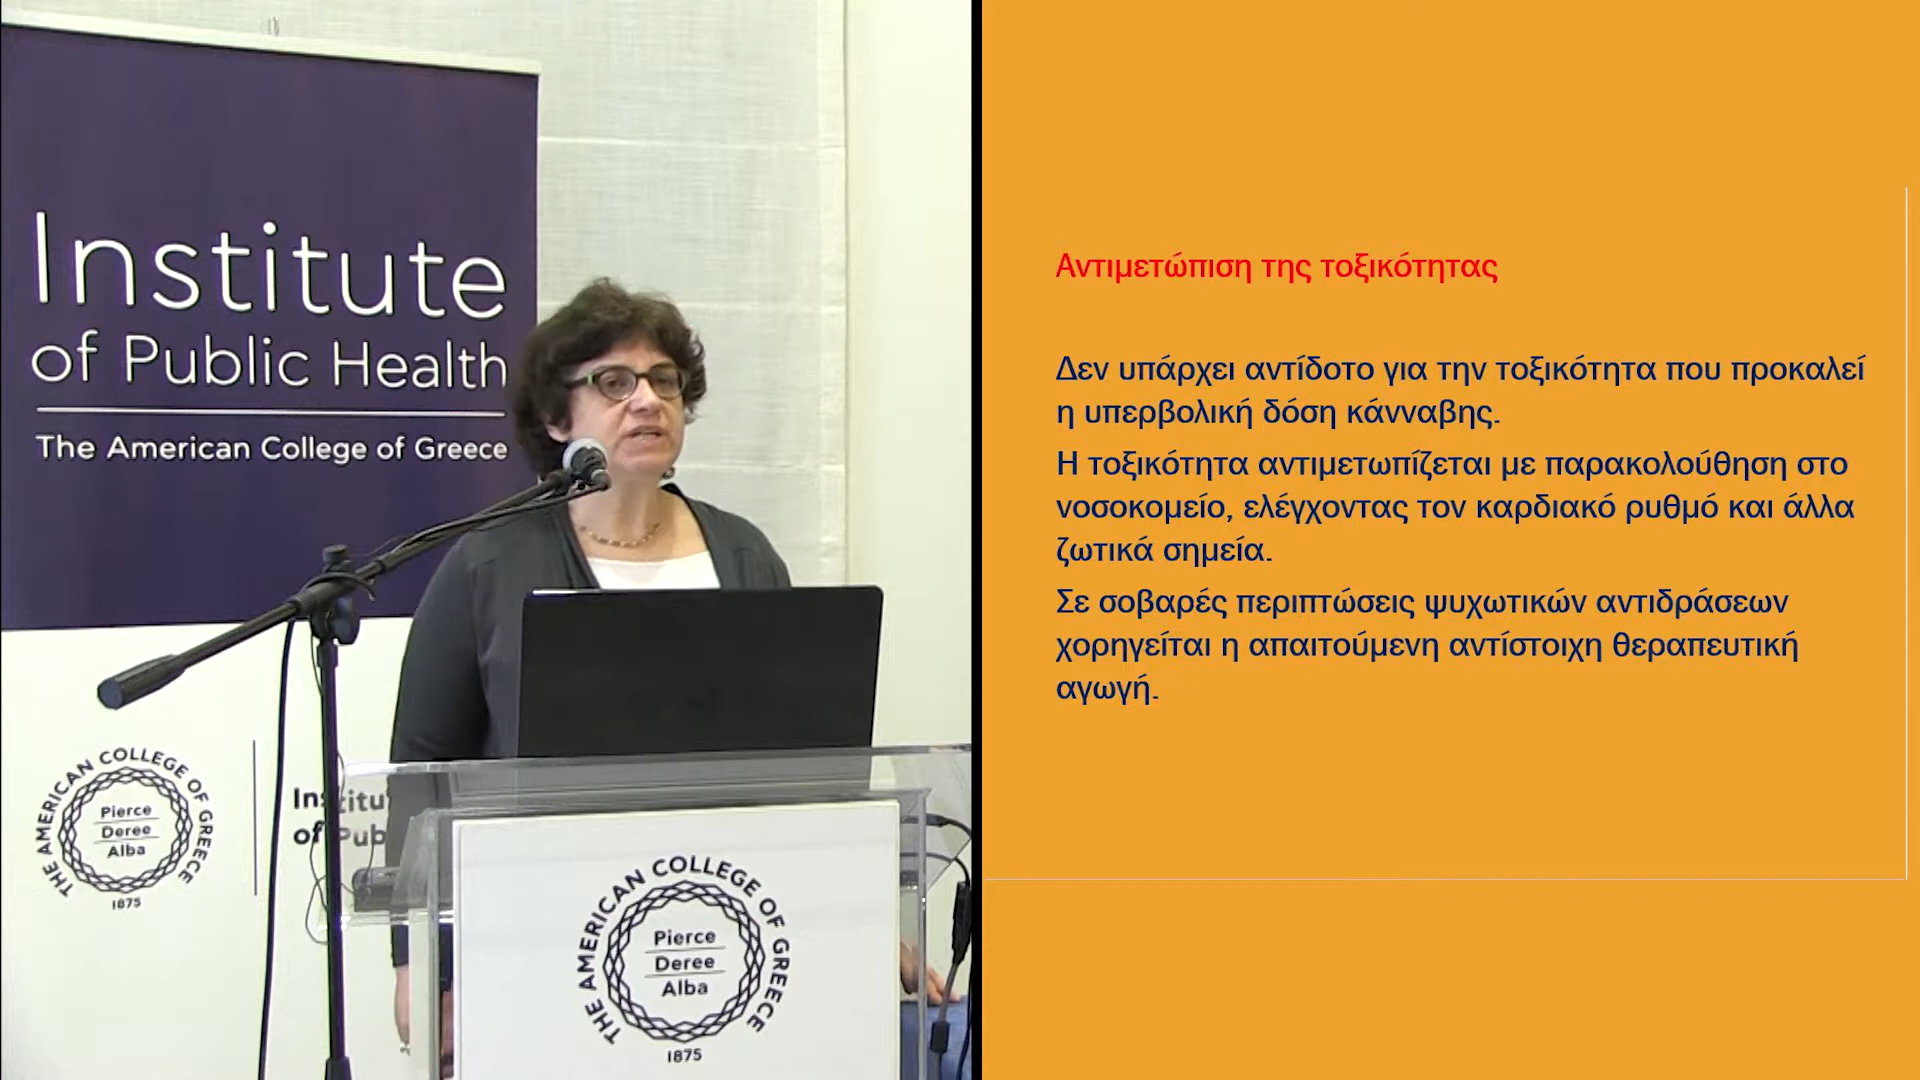 Institute
of Public Health
The American College of Greece
THE AMERICAN COLLEGE OF GREECE
Pierce
Deree
Alba
1875
Institu
of Pub
THE AMERICAN COLLEGE OF GREECE
Pierce
Deree
Alba
1875
Αντιμετώπιση της τοξικότητας
Δεν υπάρχει αντίδοτο για την τοξικότητα που προκαλεί
η υπερβολική δόση κάνναβης.
Η τοξικότητα αντιμετωπίζεται με παρακολούθηση στο
νοσοκομείο, ελέγχοντας τον καρδιακό ρυθμό και άλλα
ζωτικά σημεία.
Σε σοβαρές περιπτώσεις ψυχωτικών αντιδράσεων
χορηγείται η απαιτούμενη αντίστοιχη θεραπευτική
αγωγή.